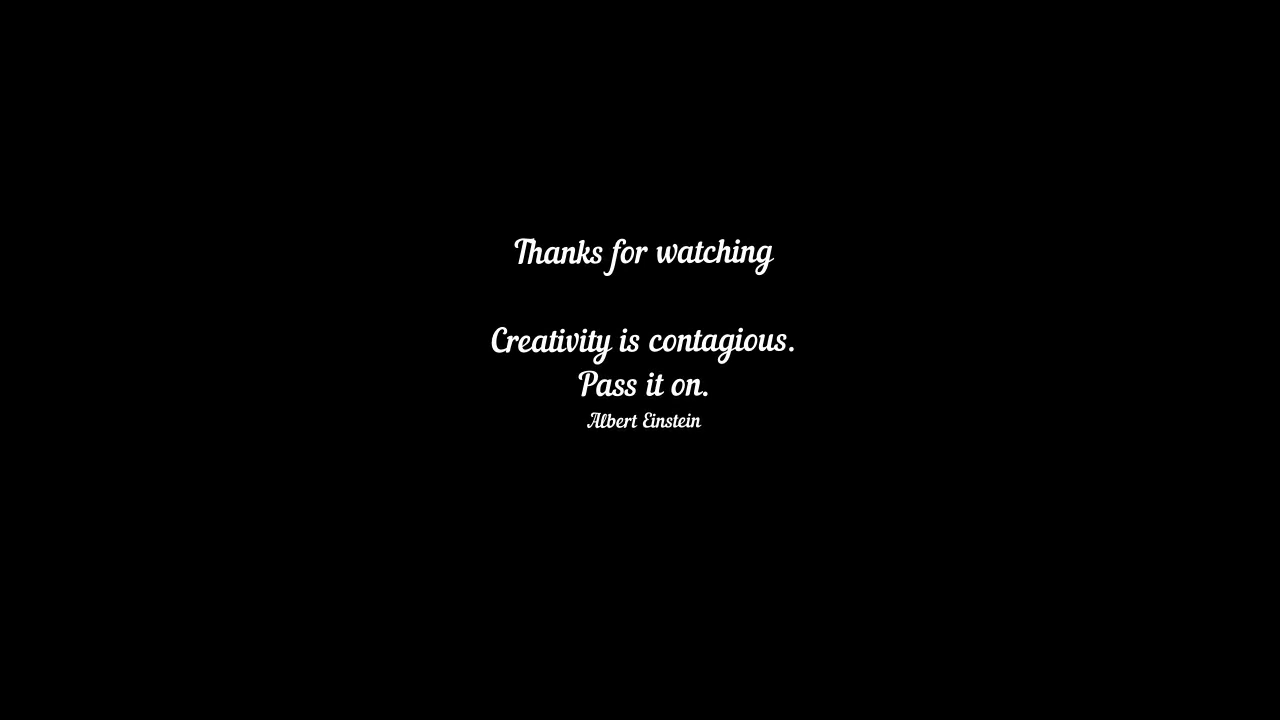 Thanks for watching
Creativity is contagious.
Pass it on.
Albert Einstein